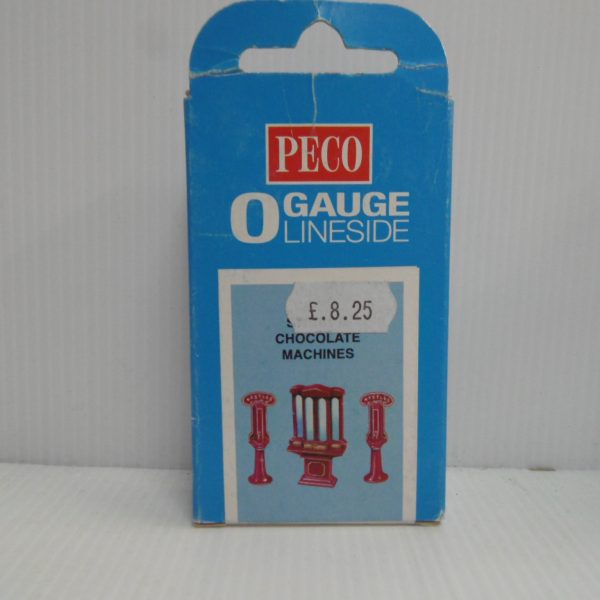 PECO
O GAUGE
LINESIDE
£.8.25
CHOCOLATE
MACHINES